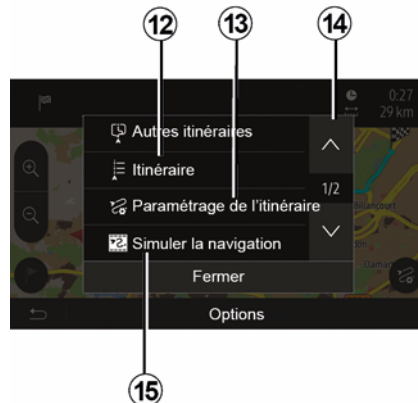 12 13 14
0:27
29 km
Autres itinéraires
Itinéraire
1/2
Paramétrage de l'itinéraire
Billancourt
Simuler la navigation
Fermer
Options
15